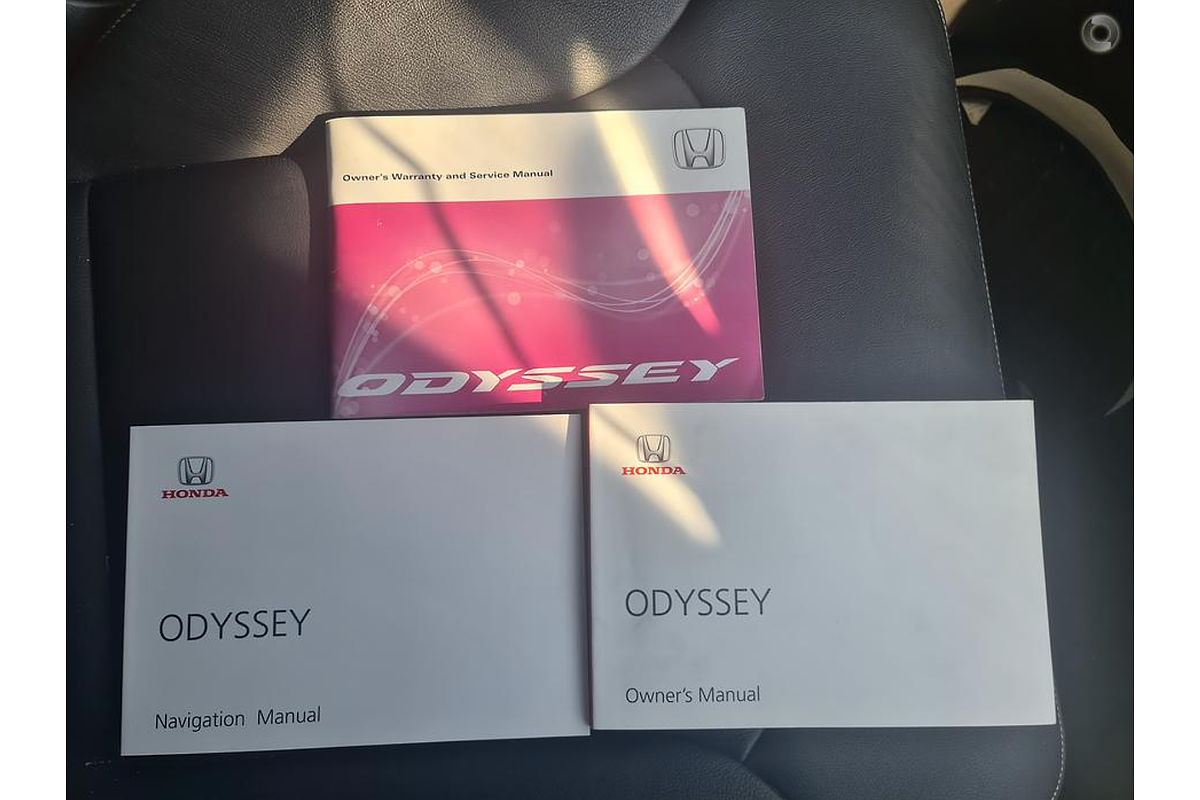 Owner's Warranty and Service Manual
ODYSSEY
HONDA
ODYSSEY
Navigation Manual
HONDA
ODYSSEY
Owner's Manual